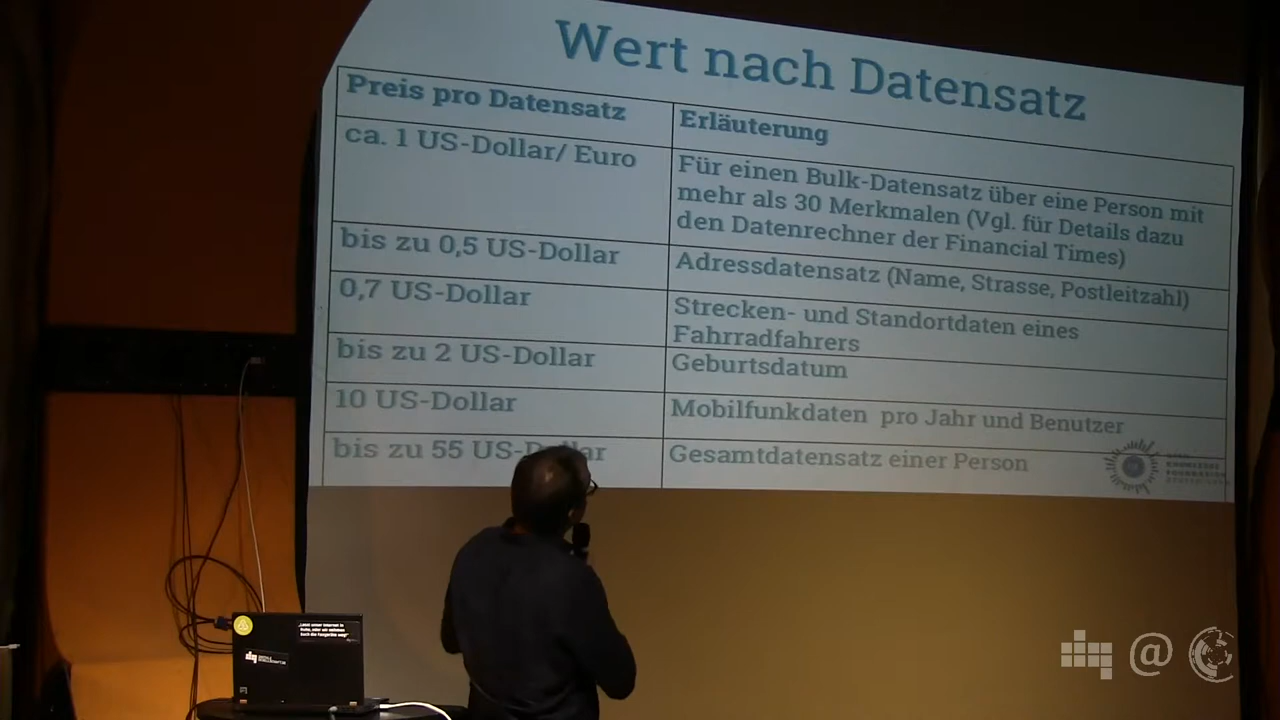 Wert nach Datensatz
Preis pro Datensatz
Erläuterung
ca. 1 US-Dollar/ Euro
Für einen Bulk-Datensatz über eine Person mit
mehr als 30 Merkmalen (Vgl. für Details dazu
den Datenrechner der Financial Times)
bis zu 0,5 US-Dollar
Adressdatensatz (Name, Strasse, Postleitzahl)
0,7 US-Dollar
Strecken- und Standortdaten eines
Fahrradfahrers
bis zu 2 US-Dollar
Geburtsdatum
10 US-Dollar
Mobilfunkdaten pro Jahr und Benutzer
bis zu 55 US-Dollar
Gesamtdatensatz einer Person
KNOWLEDGE
FOUNDATION
@